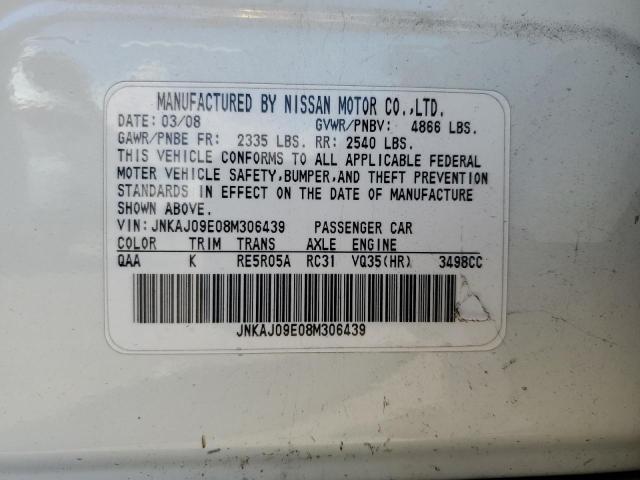 MANUFACTURED BY NISSAN MOTOR CO.,LTD.
DATE: 03/08 GVWR/PNBV: 4866 LBS.
GAWR/PNBE FR: 2335 LBS. RR: 2540 LBS.
THIS VEHICLE CONFORMS TO ALL APPLICABLE FEDERAL
MOTOR VEHICLE SAFETY,BUMPER,AND THEFT PREVENTION
STANDARDS IN EFFECT ON THE DATE OF MANUFACTURE
SHOWN ABOVE.
VIN:JNKAJ09E08M306439 PASSENGER CAR
COLOR TRIM TRANS AXLE ENGINE
QAA K RE5R05A RC31 VQ35(HR) 3498CC
JNKAJ09E08M306439